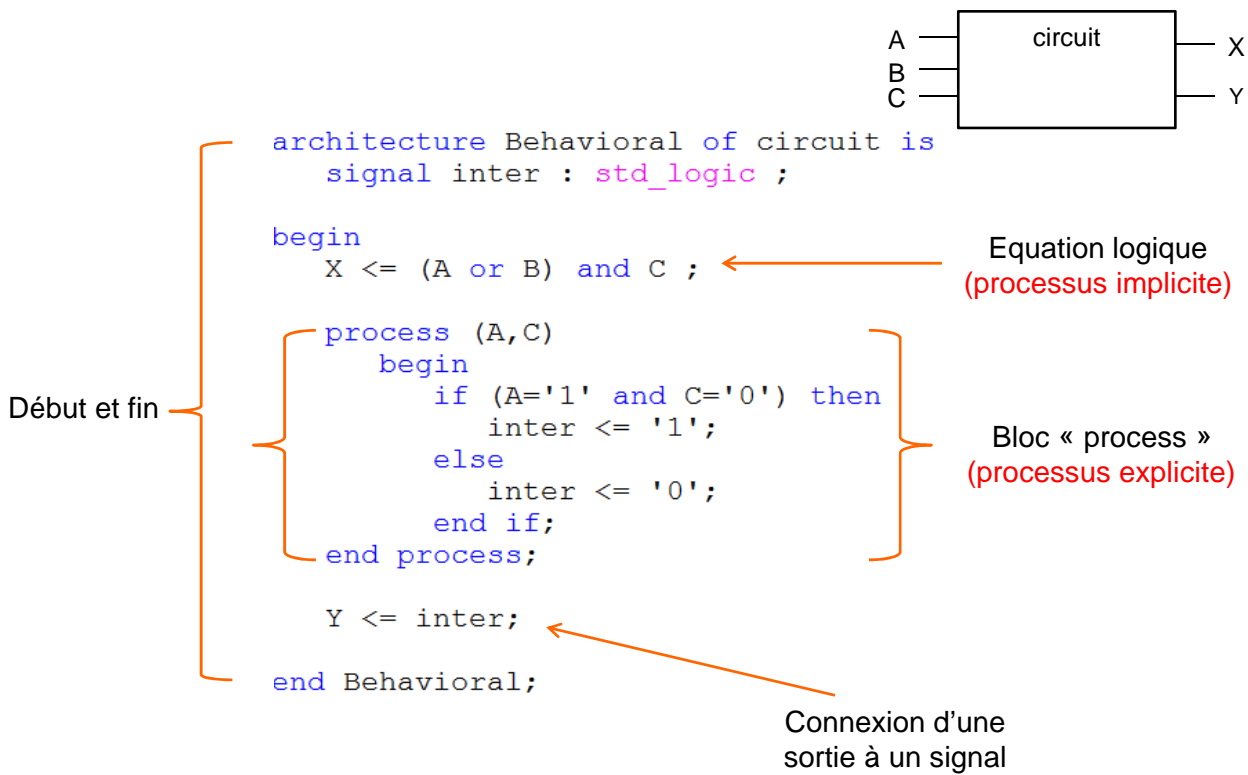 circuit
A
B
C
X
Y
architecture Behavioral of circuit is
signal inter : std_logic ;
begin
X <= (A or B) and C ;
Equation logique
(processus implicite)
process (A,C)
begin
if (A='1' and C='0') then
inter <= '1';
else
inter <= '0';
end if;
end process;
Début et fin
Bloc « process »
(processus explicite)
Y <= inter;
end Behavioral;
Connexion d’une
sortie à un signal